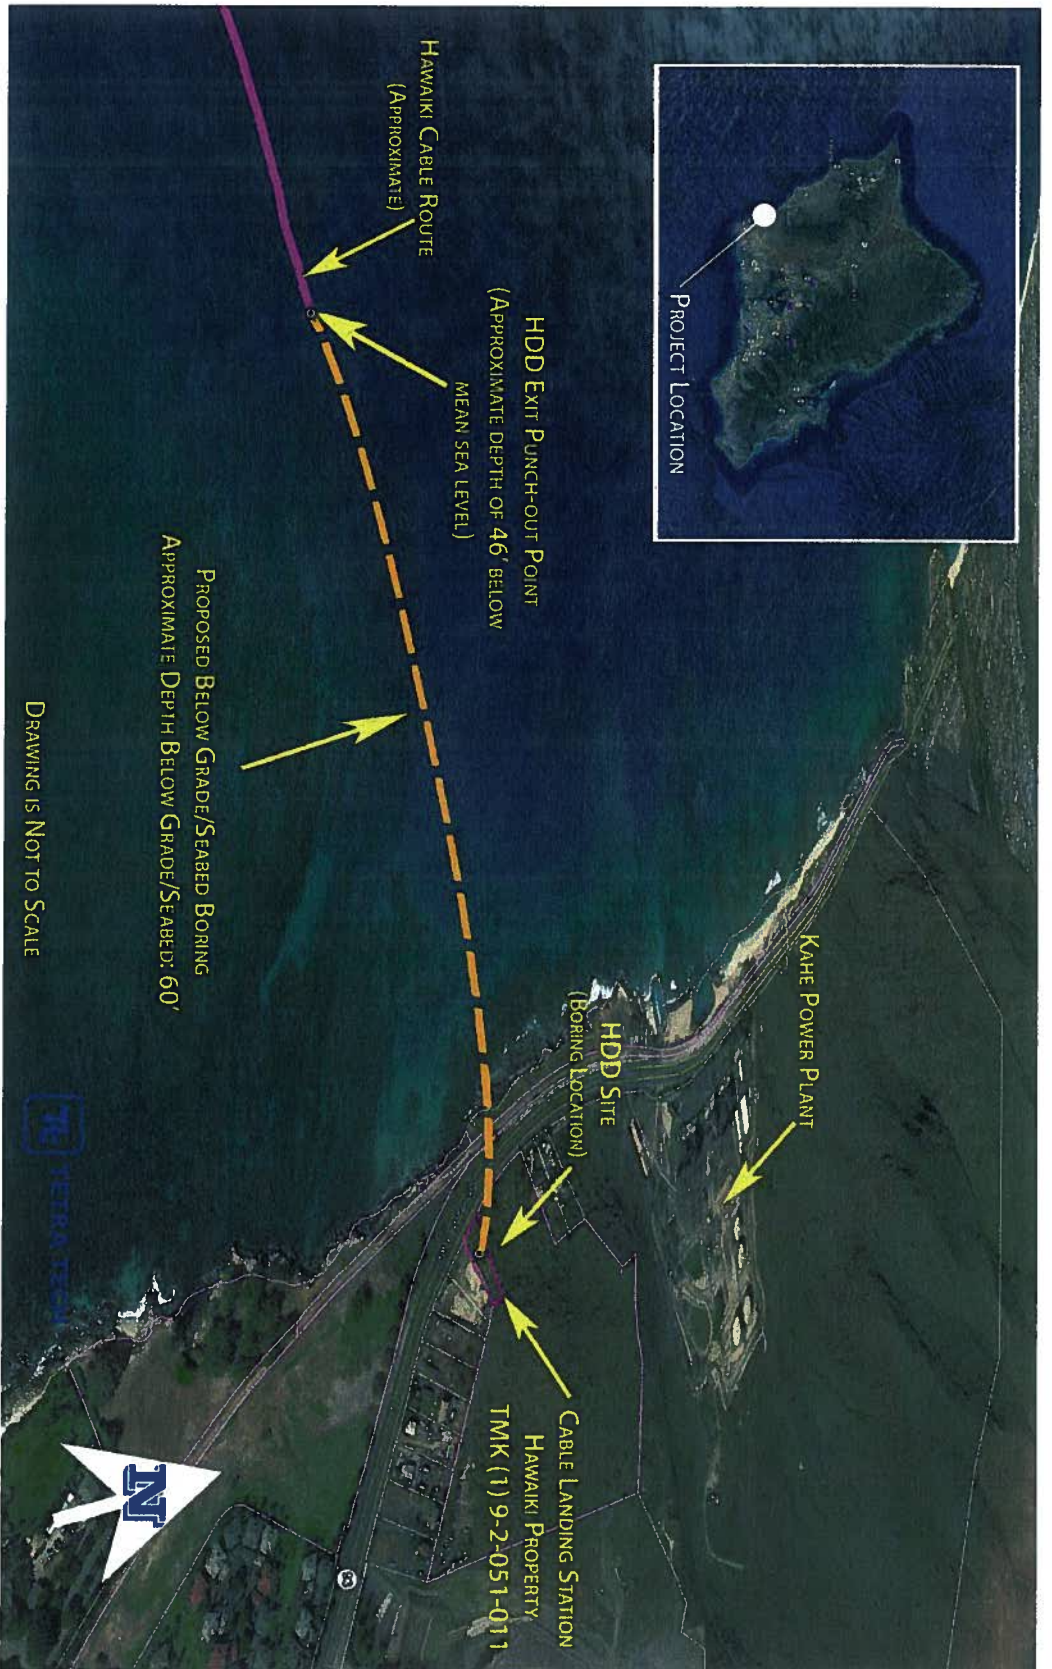 PROJECT LOCATION
HAWAIKI CABLE ROUTE
(APPROXIMATE)
HDD EXIT PUNCH-OUT POINT
(APPROXIMATE DEPTH OF 46' BELOW
MEAN SEA LEVEL)
PROPOSED BELOW GRADE/SEABED BORING
APPROXIMATE DEPTH BELOW GRADE/SEABED: 60'
KAHE POWER PLANT
HDD SITE
(BORING LOCATION)
CABLE LANDING STATION
HAWAIKI PROPERTY
TMK (1) 9-2-051-011
DRAWING IS NOT TO SCALE
TETRA TECH
N